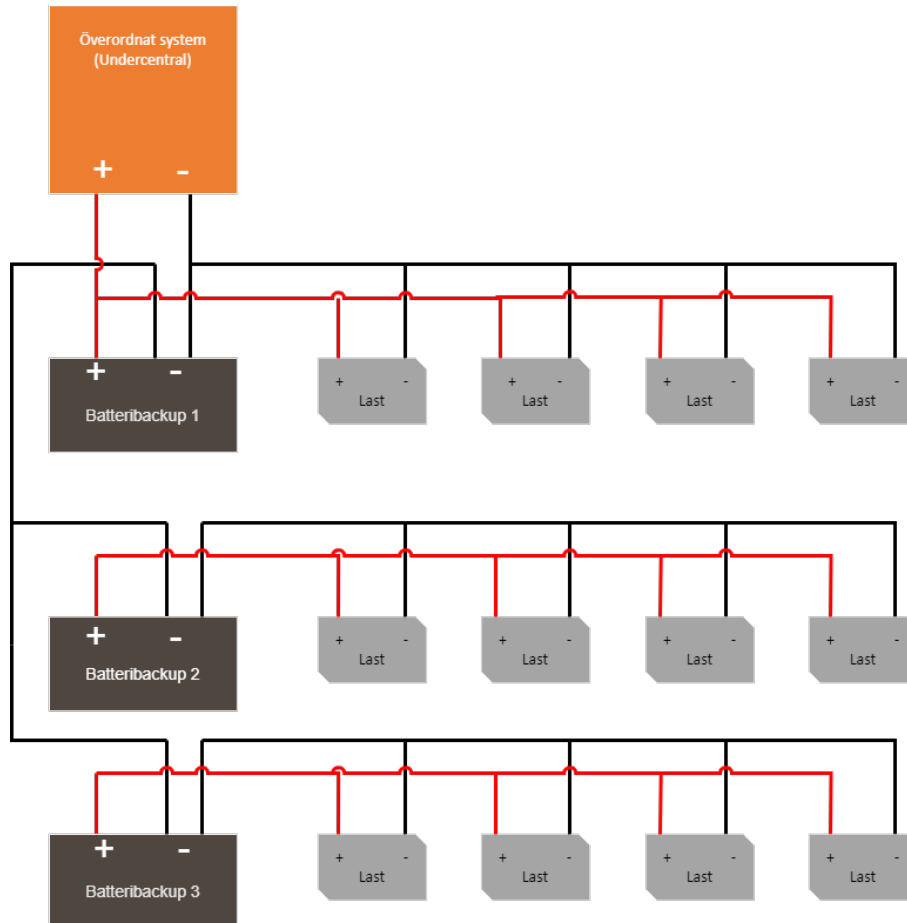 Överordnat system
(Undercentral)
+ -
+ -
Batteribackup 1
+ -
Last
+ -
Last
+ -
Last
+ -
Last
+ -
Batteribackup 2
+ -
Last
+ -
Last
+ -
Last
+ -
Last
+ -
Batteribackup 3
+ -
Last
+ -
Last
+ -
Last
+ -
Last